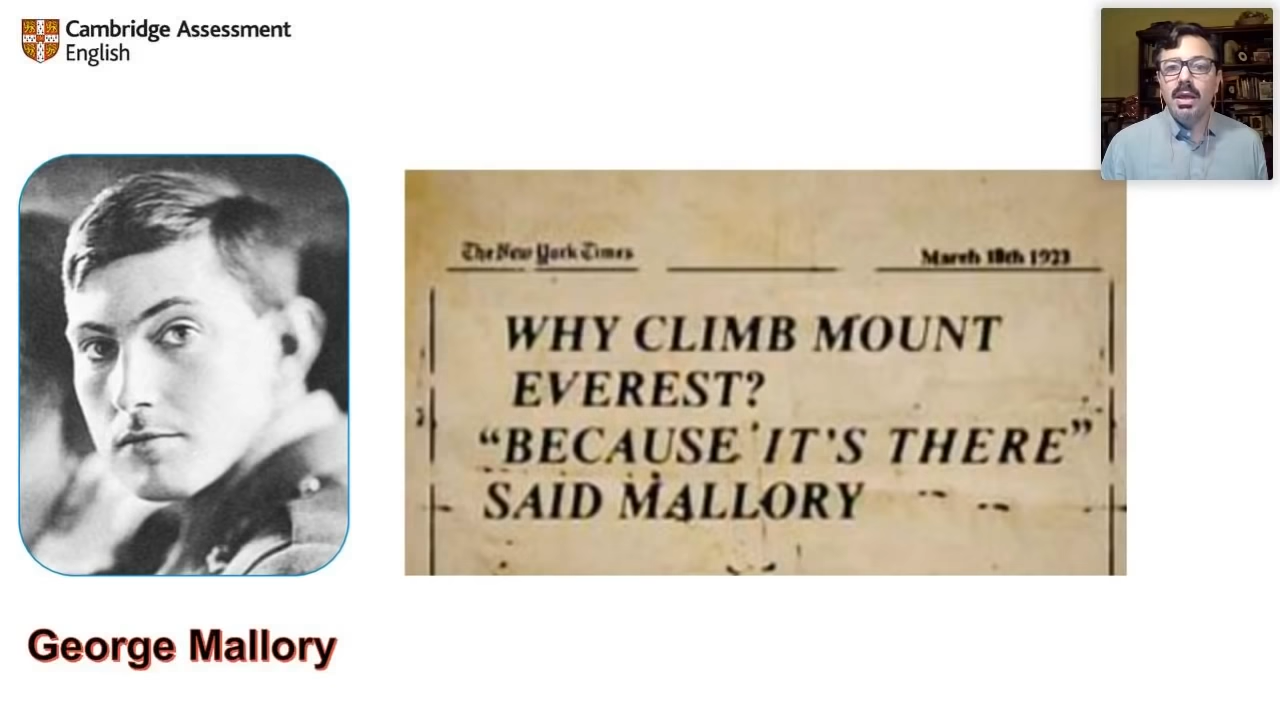 Cambridge Assessment
English
The New York Times
March 18th 1923
WHY CLIMB MOUNT
EVEREST?
“BECAUSE IT’S THERE”
SAID MALLORY
George Mallory